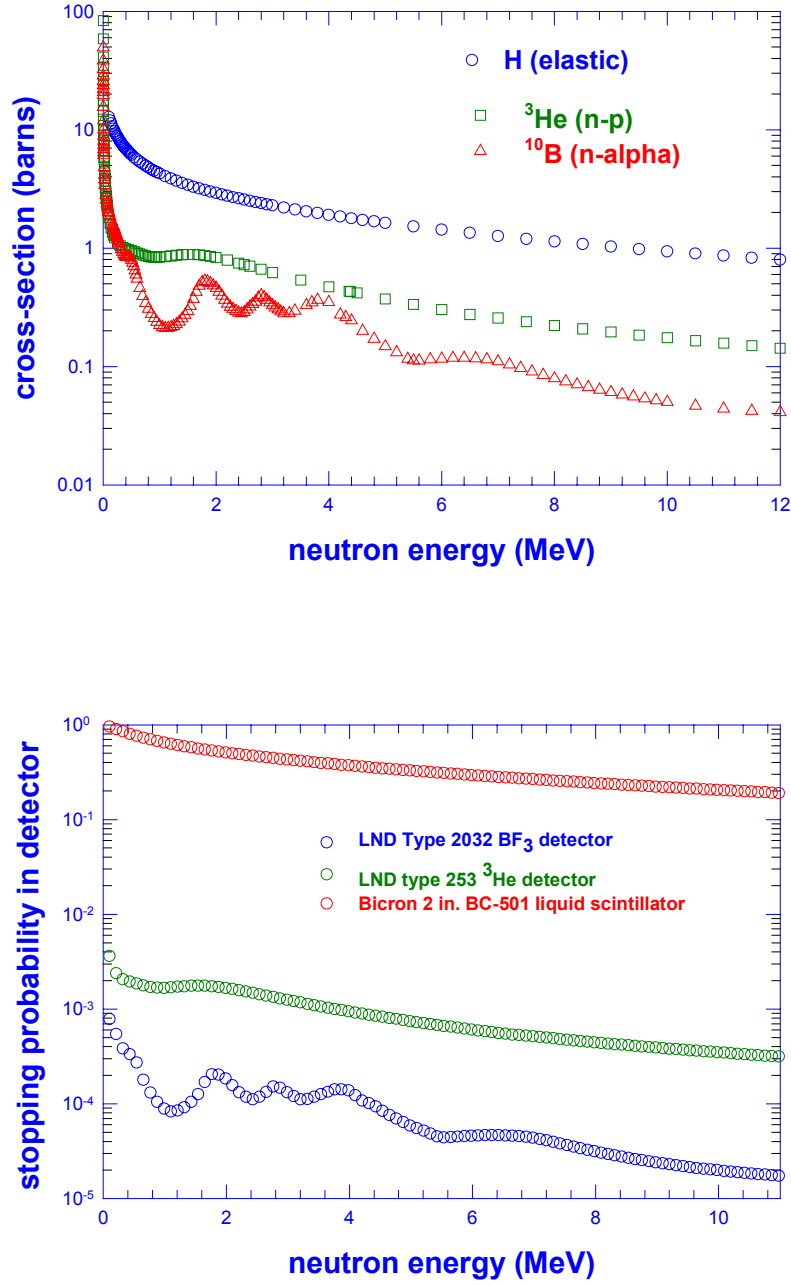 100
10
1
0.1
0.01
cross-section (barns)
H (elastic)
³He (n-p)
¹⁰B (n-alpha)
0 2 4 6 8 10 12
neutron energy (MeV)
10⁰
10⁻¹
10⁻²
10⁻³
10⁻⁴
10⁻⁵
stopping probability in detector
LND Type 2032 BF₃ detector
LND type 253 ³He detector
Bicron 2 in. BC-501 liquid scintillator
0 2 4 6 8 10
neutron energy (MeV)